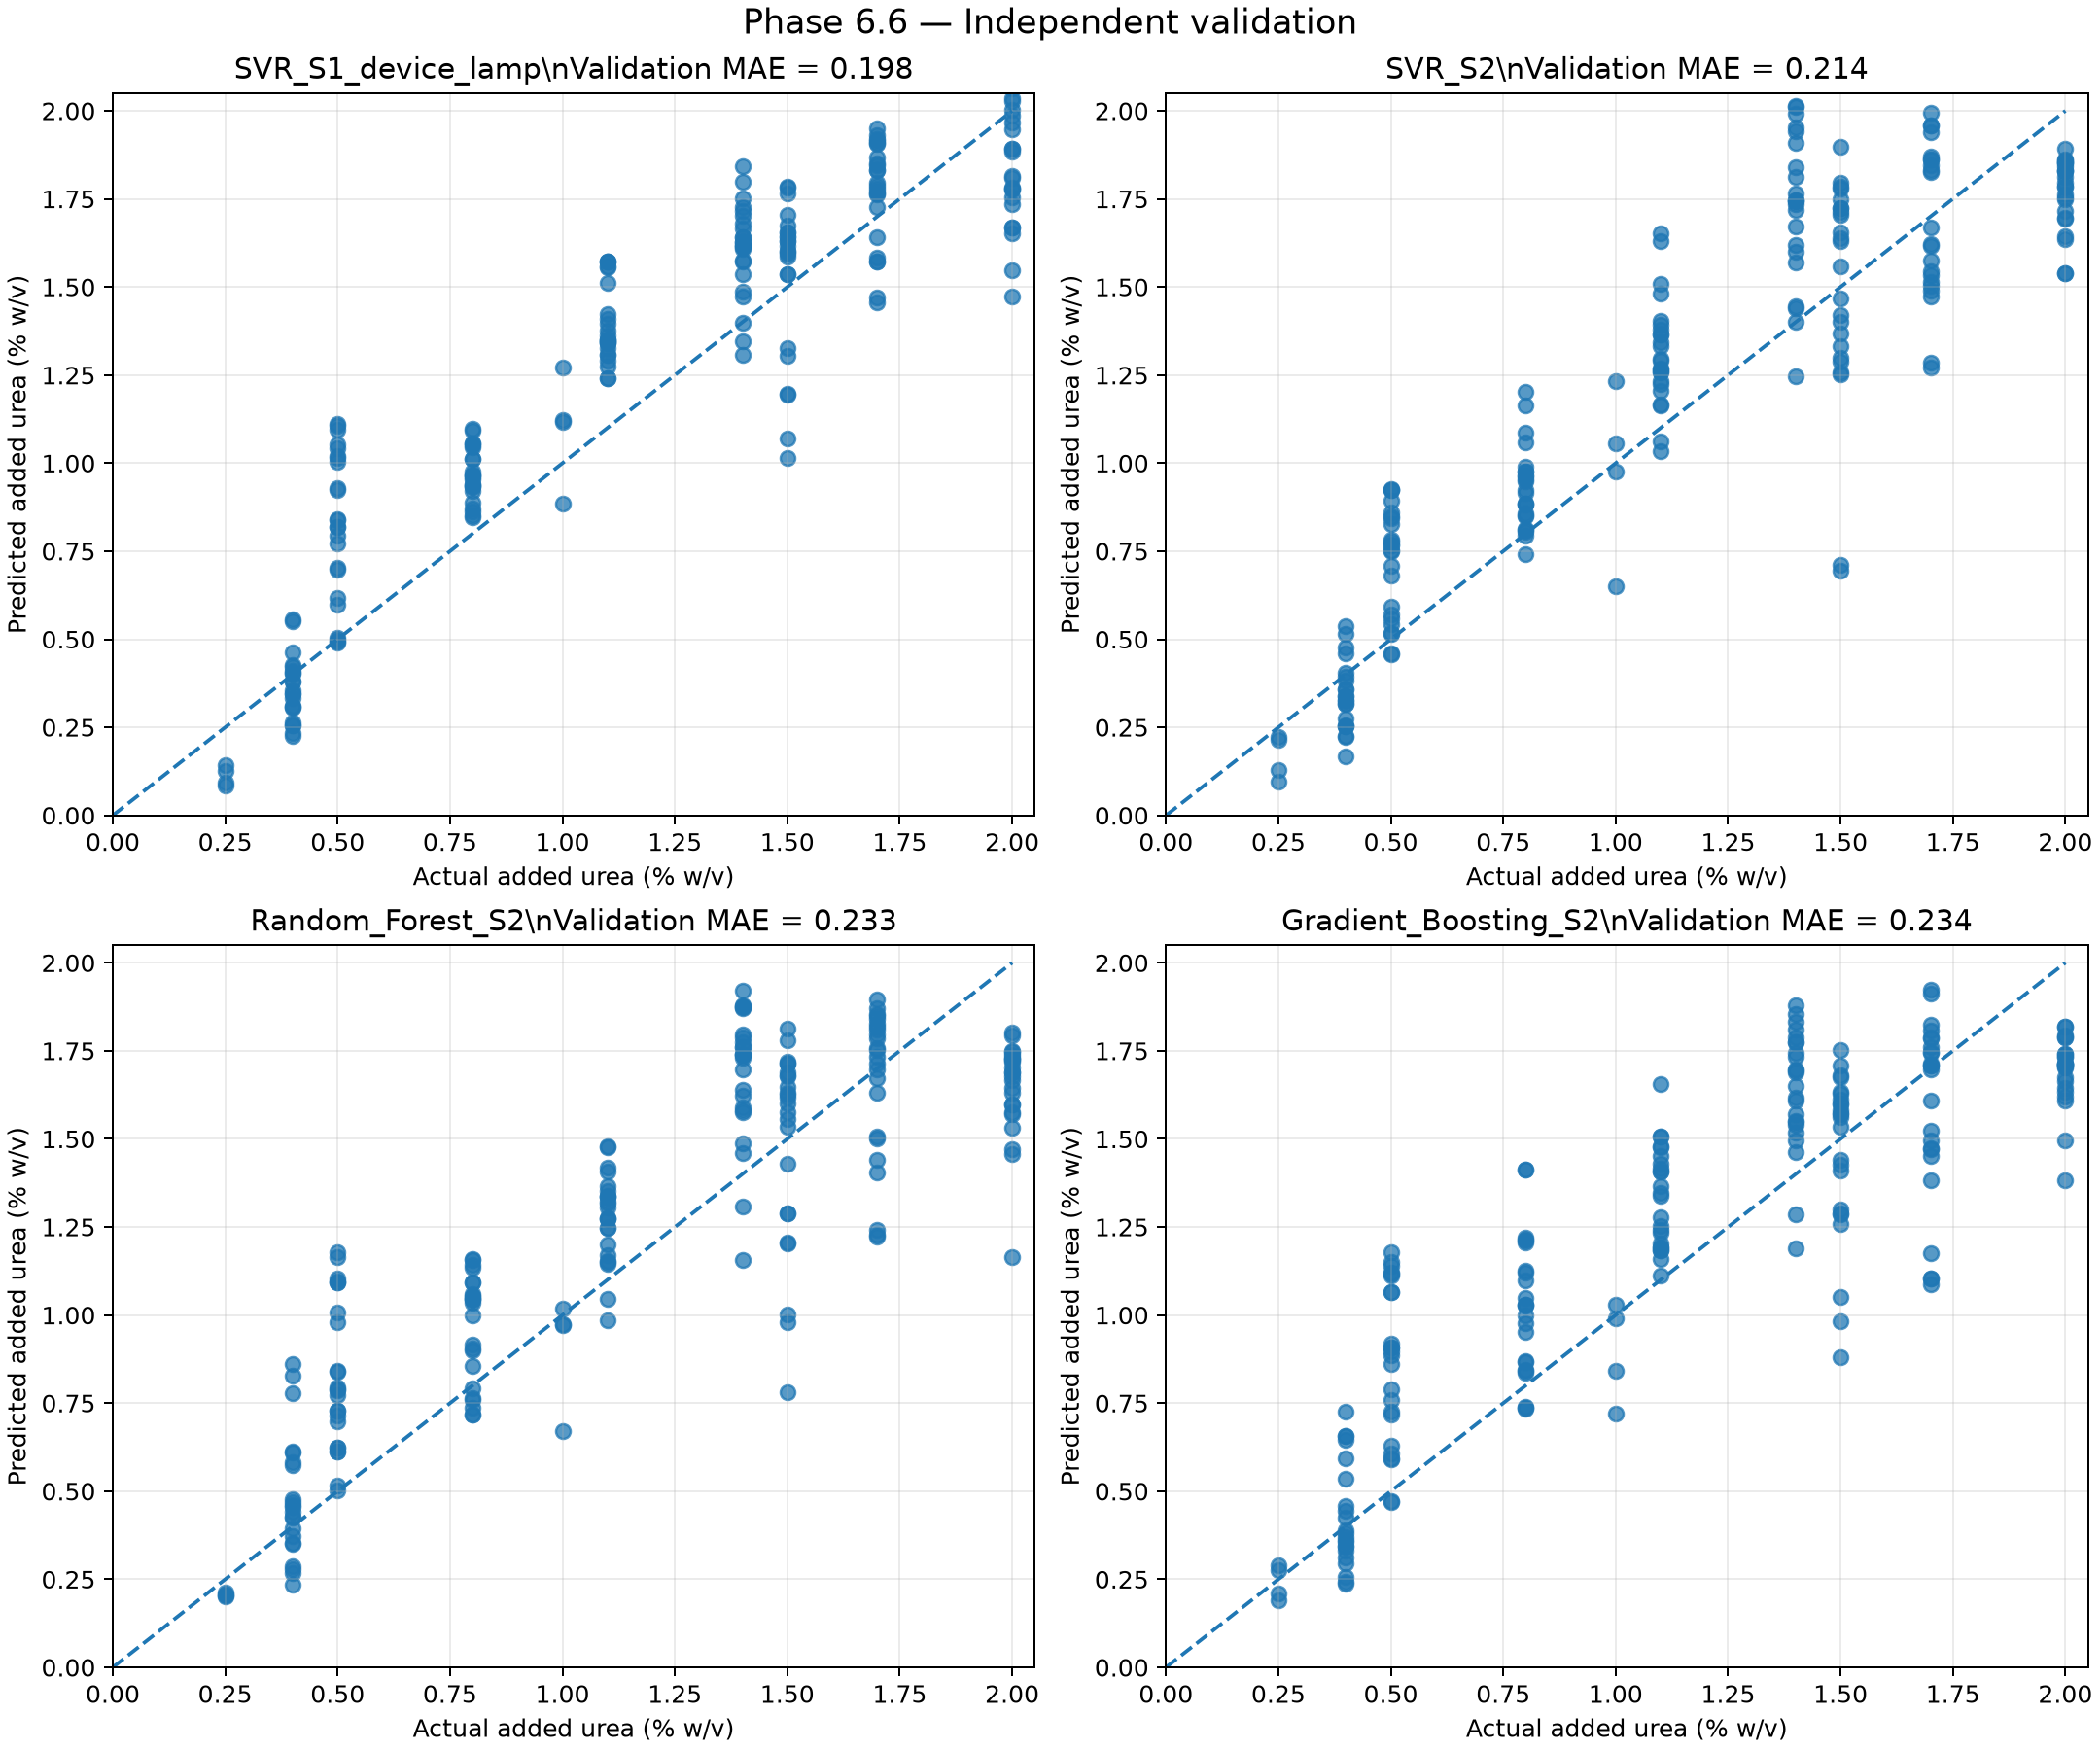 Phase 6.6 — Independent validation
SVR_S1_device_lamp\nValidation MAE = 0.198
2.00
1.75
1.50
1.25
1.00
0.75
0.50
0.25
0.00
Predicted added urea (% w/v)
0.00 0.25 0.50 0.75 1.00 1.25 1.50 1.75 2.00
Actual added urea (% w/v)
SVR_S2\nValidation MAE = 0.214
2.00
1.75
1.50
1.25
1.00
0.75
0.50
0.25
0.00
Predicted added urea (% w/v)
0.00 0.25 0.50 0.75 1.00 1.25 1.50 1.75 2.00
Actual added urea (% w/v)
Random_Forest_S2\nValidation MAE = 0.233
2.00
1.75
1.50
1.25
1.00
0.75
0.50
0.25
0.00
Predicted added urea (% w/v)
0.00 0.25 0.50 0.75 1.00 1.25 1.50 1.75 2.00
Actual added urea (% w/v)
Gradient_Boosting_S2\nValidation MAE = 0.234
2.00
1.75
1.50
1.25
1.00
0.75
0.50
0.25
0.00
Predicted added urea (% w/v)
0.00 0.25 0.50 0.75 1.00 1.25 1.50 1.75 2.00
Actual added urea (% w/v)